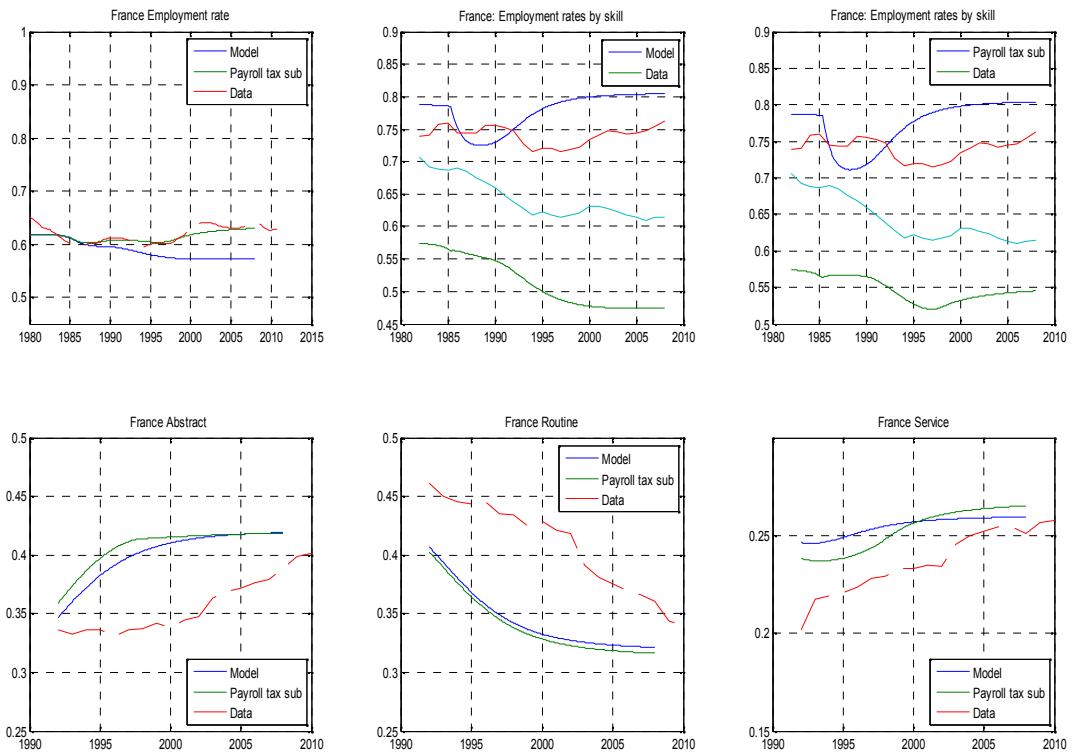 France Employment rate
1
0.9
0.8
0.7
0.6
0.5
1980 1985 1990 1995 2000 2005 2010 2015
Model
Payroll tax sub
Data
France: Employment rates by skill
0.9
0.85
0.8
0.75
0.7
0.65
0.6
0.55
0.5
0.45
1980 1985 1990 1995 2000 2005 2010
Model
Data
France: Employment rates by skill
0.9
0.85
0.8
0.75
0.7
0.65
0.6
0.55
0.5
1980 1985 1990 1995 2000 2005 2010
Payroll tax sub
Data
France Abstract
0.5
0.45
0.4
0.35
0.3
0.25
1990 1995 2000 2005 2010
Model
Payroll tax sub
Data
France Routine
0.5
0.45
0.4
0.35
0.3
0.25
1990 1995 2000 2005 2010
Model
Payroll tax sub
Data
France Service
0.25
0.2
0.15
1990 1995 2000 2005 2010
Model
Payroll tax sub
Data